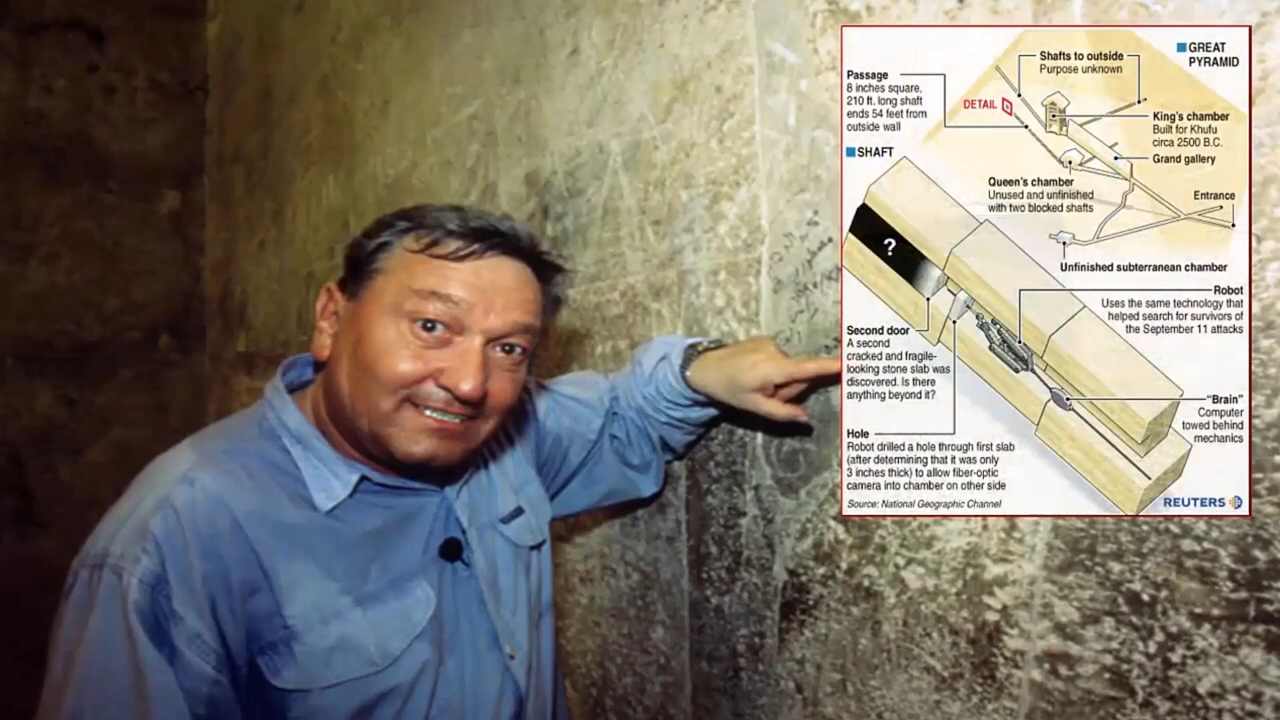 GREAT
PYRAMID
Shafts to outside
Purpose unknown
Passage
8 inches square,
210 ft. long shaft
ends 54 feet from
outside wall
DETAIL
King's chamber
Built for Khufu
circa 2500 B.C.
Grand gallery
SHAFT
Queen's chamber
Unused and unfinished
with two blocked shafts
Entrance
Unfinished subterranean chamber
?
Robot
Uses the same technology that
helped search for survivors of
the September 11 attacks
Second door
A second
cracked and fragile-
looking stone slab was
discovered. Is there
anything beyond it?
"Brain"
Computer
towed behind
mechanics
Hole
Robot drilled a hole through first slab
(after determining that it was only
3 inches thick) to allow fiber-optic
camera into chamber on other side
Source: National Geographic Channel
REUTERS